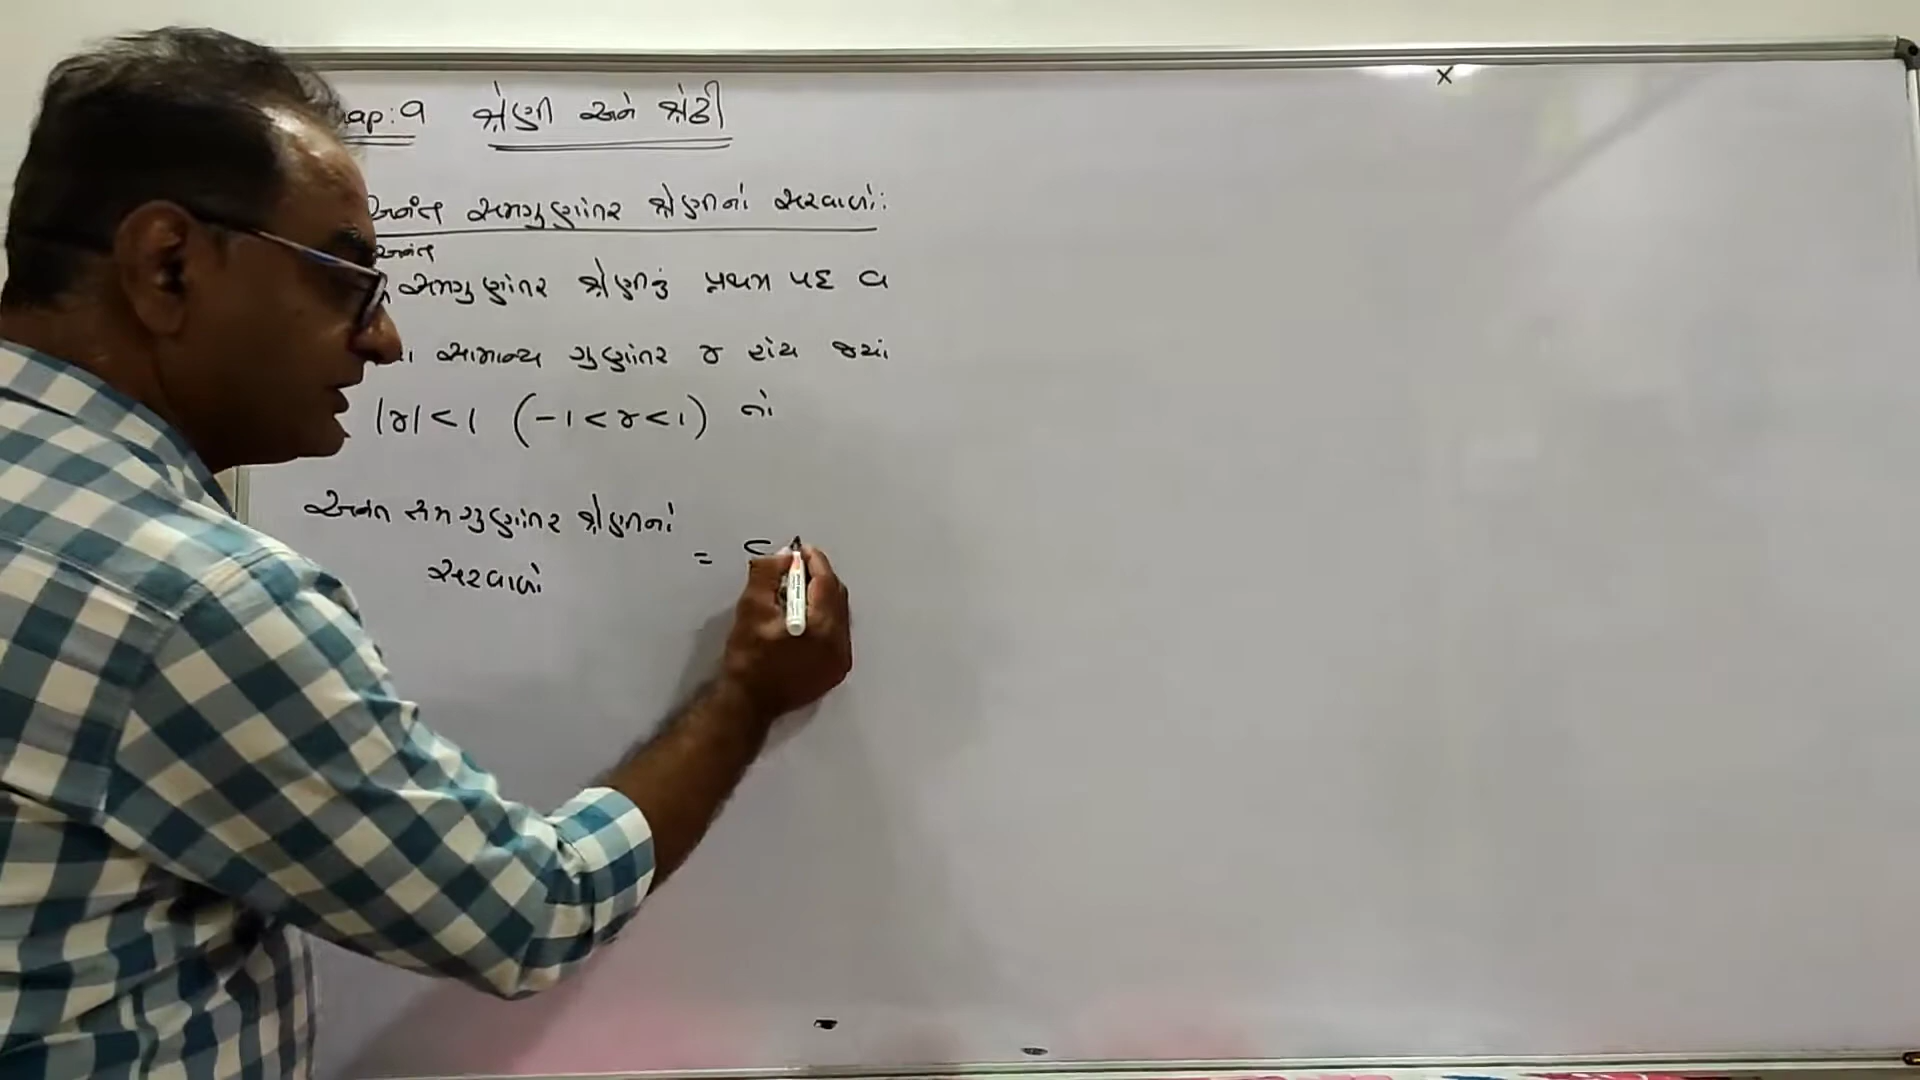 ap: 9 શ્રેણી અને શ્રેઢી
અનંત સમગુણોત્તર શ્રેણીનો સરવાળો:
અનંત
સમગુણોત્તર શ્રેણીનું પ્રથમ પદ a
સામાન્ય ગુણોત્તર r હોય જ્યાં
|r| < 1 (-1 < r < 1) તો
અનંત સમગુણોત્તર શ્રેણીનો
સરવાળો =
x